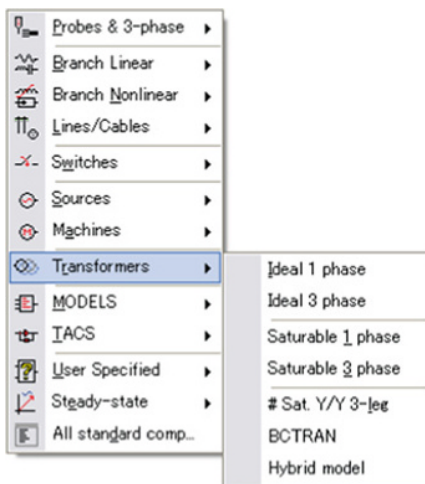 Probes & 3-phase
Branch Linear
Branch Nonlinear
Lines/Cables
Switches
Sources
Machines
Transformers
MODELS
TACS
User Specified
Steady-state
All standard comp...
Ideal 1 phase
Ideal 3 phase
Saturable 1 phase
Saturable 3 phase
# Sat. Y/Y 3-leg
BCTRAN
Hybrid model